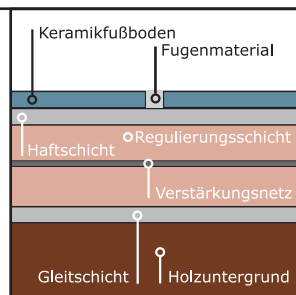 Keramikfußboden
Fugenmaterial
Regulierungsschicht
Haftschicht
Verstärkungsnetz
Gleitschicht
Holzuntergrund